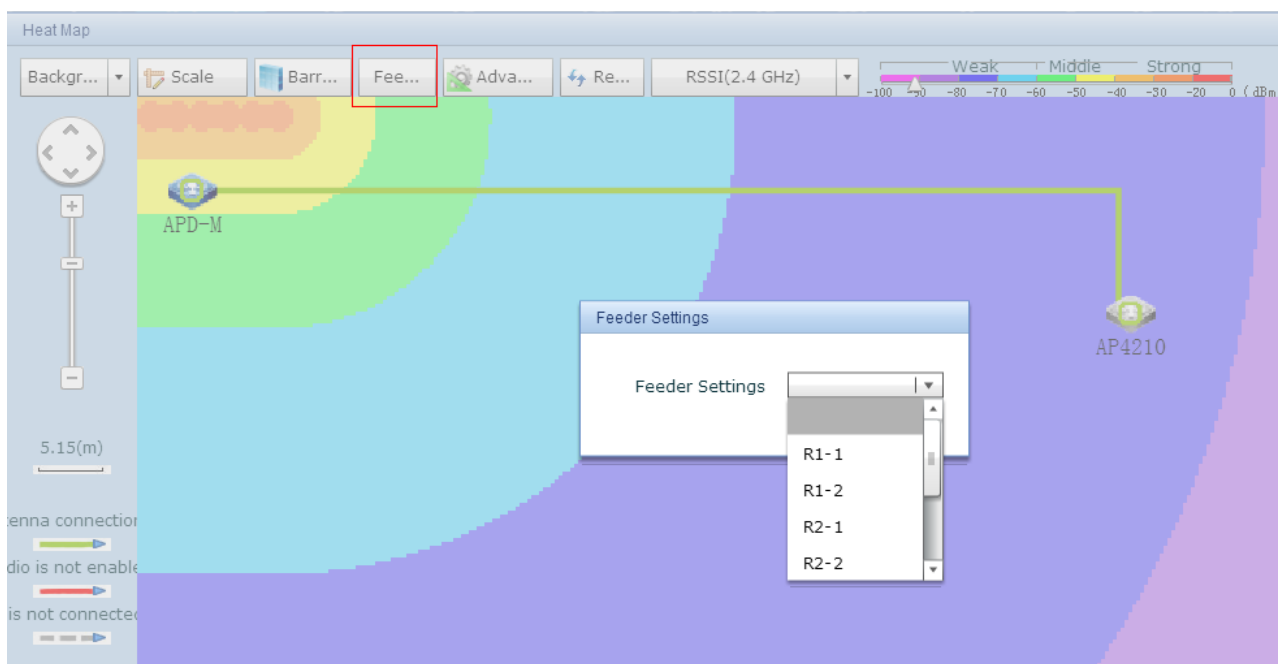 Heat Map
Backgr... Scale Barr... Fee... Adva... Re... RSSI(2.4 GHz)
Weak Middle Strong
-100 -90 -80 -70 -60 -50 -40 -30 -20 0 (dBm
APD-M
Feeder Settings
AP4210
Feeder Settings
R1-1
5.15(m)
R1-2
enna connection
R2-1
dio is not enable
R2-2
is not connected